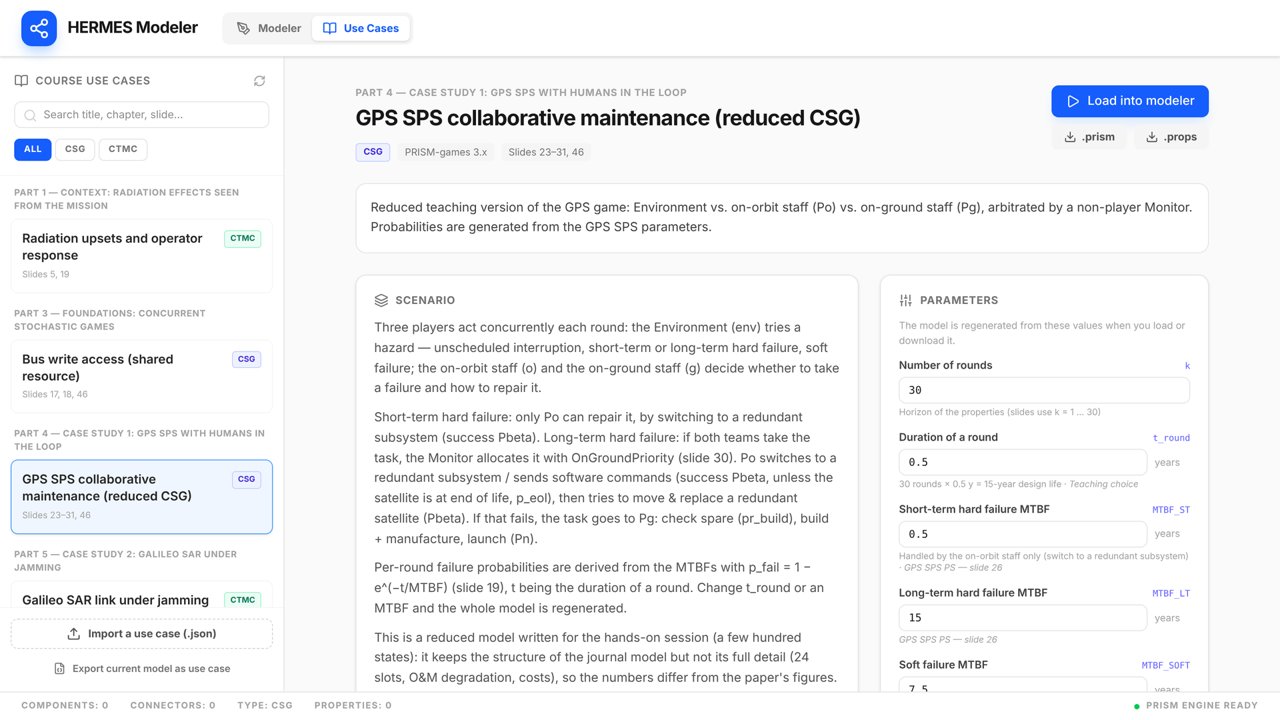 HERMES Modeler
Modeler
Use Cases
COURSE USE CASES
Search title, chapter, slide...
ALL
CSG
CTMC
PART 1 — CONTEXT: RADIATION EFFECTS SEEN
FROM THE MISSION
Radiation upsets and operator
response
CTMC
Slides 5, 19
PART 3 — FOUNDATIONS: CONCURRENT
STOCHASTIC GAMES
Bus write access (shared
resource)
CSG
Slides 17, 18, 46
PART 4 — CASE STUDY 1: GPS SPS WITH HUMANS IN
THE LOOP
GPS SPS collaborative
maintenance (reduced CSG)
CSG
Slides 23–31, 46
PART 5 — CASE STUDY 2: GALILEO SAR UNDER
JAMMING
Galileo SAR link under jamming
CTMC
Import a use case (.json)
Export current model as use case
PART 4 — CASE STUDY 1: GPS SPS WITH HUMANS IN THE LOOP
GPS SPS collaborative maintenance (reduced CSG)
CSG
PRISM-games 3.x
Slides 23–31, 46
Load into modeler
.prism
.props
Reduced teaching version of the GPS game: Environment vs. on-orbit staff (Po) vs. on-ground staff (Pg), arbitrated by a non-player Monitor.
Probabilities are generated from the GPS SPS parameters.
SCENARIO
Three players act concurrently each round: the Environment (env) tries a
hazard — unscheduled interruption, short-term or long-term hard failure, soft
failure; the on-orbit staff (o) and the on-ground staff (g) decide whether to take
a failure and how to repair it.
Short-term hard failure: only Po can repair it, by switching to a redundant
subsystem (success Pbeta). Long-term hard failure: if both teams take the
task, the Monitor allocates it with OnGroundPriority (slide 30). Po switches to a
redundant subsystem / sends software commands (success Pbeta, unless the
satellite is at end of life, p_eol), then tries to move & replace a redundant
satellite (Pbeta). If that fails, the task goes to Pg: check spare (pr_build), build
+ manufacture, launch (Pn).
Per-round failure probabilities are derived from the MTBFs with p_fail = 1 −
e^(−t/MTBF) (slide 19), t being the duration of a round. Change t_round or an
MTBF and the whole model is regenerated.
This is a reduced model written for the hands-on session (a few hundred
states): it keeps the structure of the journal model but not its full detail (24
slots, O&M degradation, costs), so the numbers differ from the paper's figures.
PARAMETERS
The model is regenerated from these values when you load or
download it.
Number of rounds
k
30
Horizon of the properties (slides use k = 1 … 30)
Duration of a round
t_round
0.5
years
30 rounds × 0.5 y = 15-year design life · Teaching choice
Short-term hard failure MTBF
MTBF_ST
0.5
years
Handled by the on-orbit staff only (switch to a redundant subsystem)
· GPS SPS PS — slide 26
Long-term hard failure MTBF
MTBF_LT
15
years
GPS SPS PS — slide 26
Soft failure MTBF
MTBF_SOFT
7.5
years
COMPONENTS: 0
CONNECTORS: 0
TYPE: CSG
PROPERTIES: 0
PRISM ENGINE READY